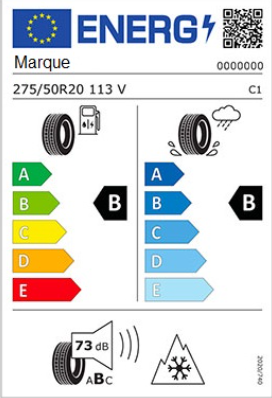 ENERG
Marque
0000000
275/50R20 113 V
C1
A
B
C
D
E
B
A
B
C
D
E
B
73 dB
ABC
2020/740